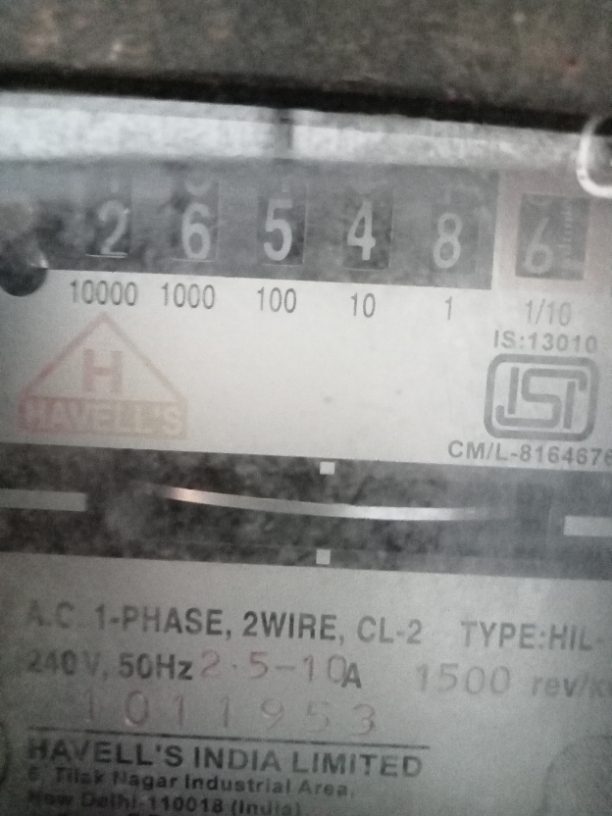 2 6 5 4 8 6
10000 1000 100 10 1 1/10
IS:13010
H
HAVELL'S
ISI
CM/L-8164676
A.C. 1-PHASE, 2WIRE, CL-2 TYPE:HIL-
240V, 50Hz 2.5-10A 1500 rev/
1011953
HAVELL'S INDIA LIMITED
6, Tilak Nagar Industrial Area,
New Delhi-110018 (India)